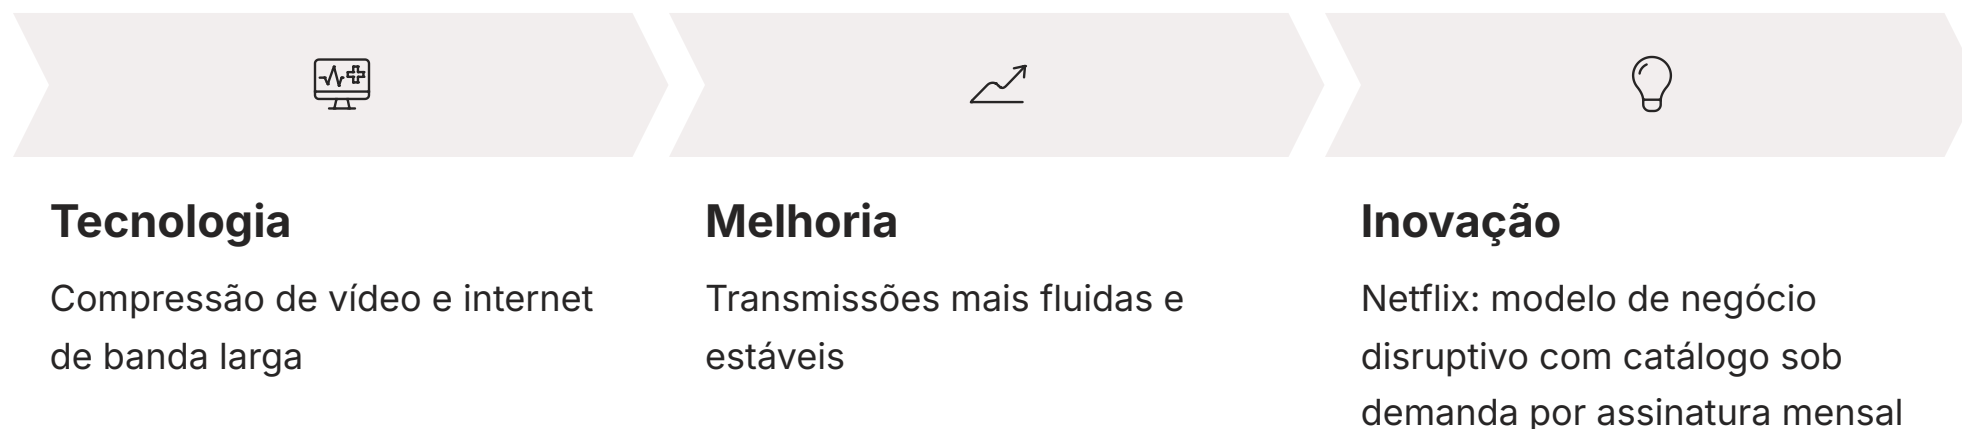 Tecnologia
Compressão de vídeo e internet
de banda larga
Melhoria
Transmissões mais fluidas e
estáveis
Inovação
Netflix: modelo de negócio
disruptivo com catálogo sob
demanda por assinatura mensal